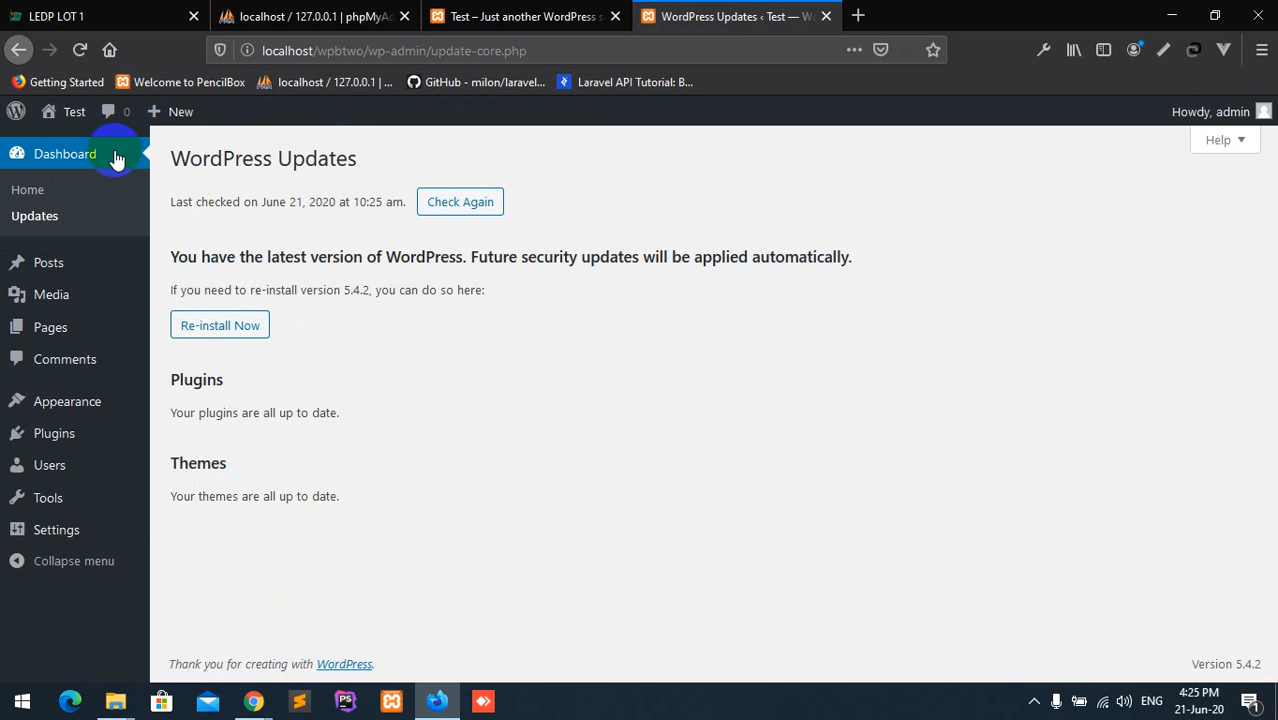 LEDP LOT 1
localhost / 127.0.0.1 | phpMyAc
Test – Just another WordPress s
WordPress Updates ‹ Test — W
localhost/wpbtwo/wp-admin/update-core.php
Getting Started
Welcome to PencilBox
localhost / 127.0.0.1 | ...
GitHub - milon/laravel...
Laravel API Tutorial: B...
Test
0
New
Howdy, admin
Dashboard
Home
Updates
Posts
Media
Pages
Comments
Appearance
Plugins
Users
Tools
Settings
Collapse menu
Help
WordPress Updates
Last checked on June 21, 2020 at 10:25 am.
Check Again
You have the latest version of WordPress. Future security updates will be applied automatically.
If you need to re-install version 5.4.2, you can do so here:
Re-install Now
Plugins
Your plugins are all up to date.
Themes
Your themes are all up to date.
Thank you for creating with WordPress.
Version 5.4.2
PS
ENG
4:25 PM
21-Jun-20
1